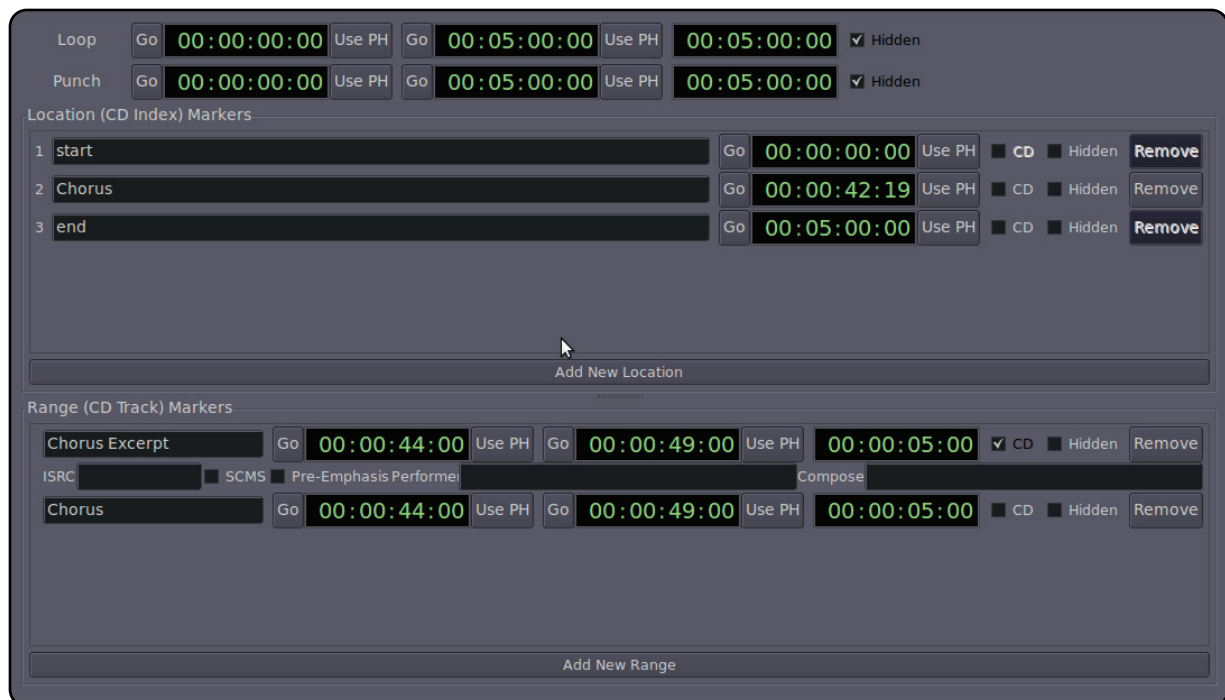 Loop Go 00:00:00:00 Use PH Go 00:05:00:00 Use PH 00:05:00:00 Hidden
Punch Go 00:00:00:00 Use PH Go 00:05:00:00 Use PH 00:05:00:00 Hidden
Location (CD Index) Markers
1 start Go 00:00:00:00 Use PH CD Hidden Remove
2 Chorus Go 00:00:42:19 Use PH CD Hidden Remove
3 end Go 00:05:00:00 Use PH CD Hidden Remove
Add New Location
Range (CD Track) Markers
Chorus Excerpt Go 00:00:44:00 Use PH Go 00:00:49:00 Use PH 00:00:05:00 CD Hidden Remove
ISRC SCMS Pre-Emphasis Performe Compose
Chorus Go 00:00:44:00 Use PH Go 00:00:49:00 Use PH 00:00:05:00 CD Hidden Remove
Add New Range